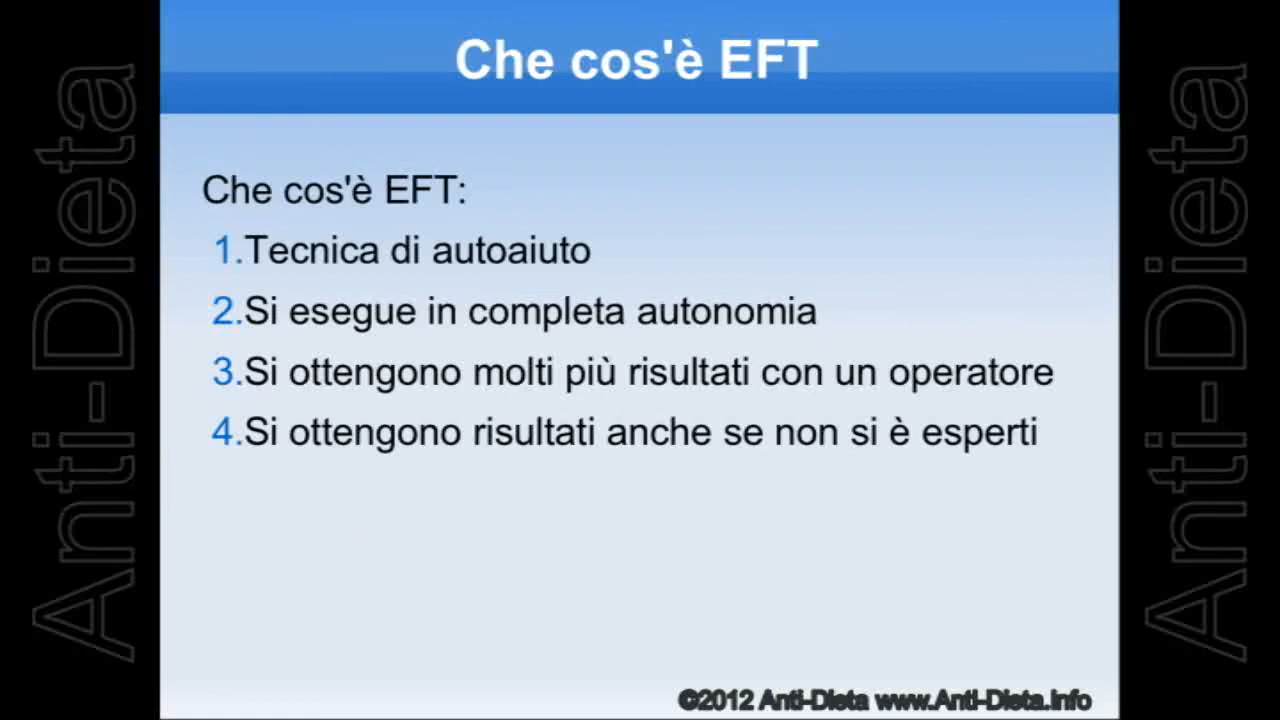 Che cos'è EFT
Che cos'è EFT:
1.Tecnica di autoaiuto
2.Si esegue in completa autonomia
3.Si ottengono molti più risultati con un operatore
4.Si ottengono risultati anche se non si è esperti
©2012 Anti-Dieta www.Anti-Dieta.info
Anti-Dieta
Anti-Dieta